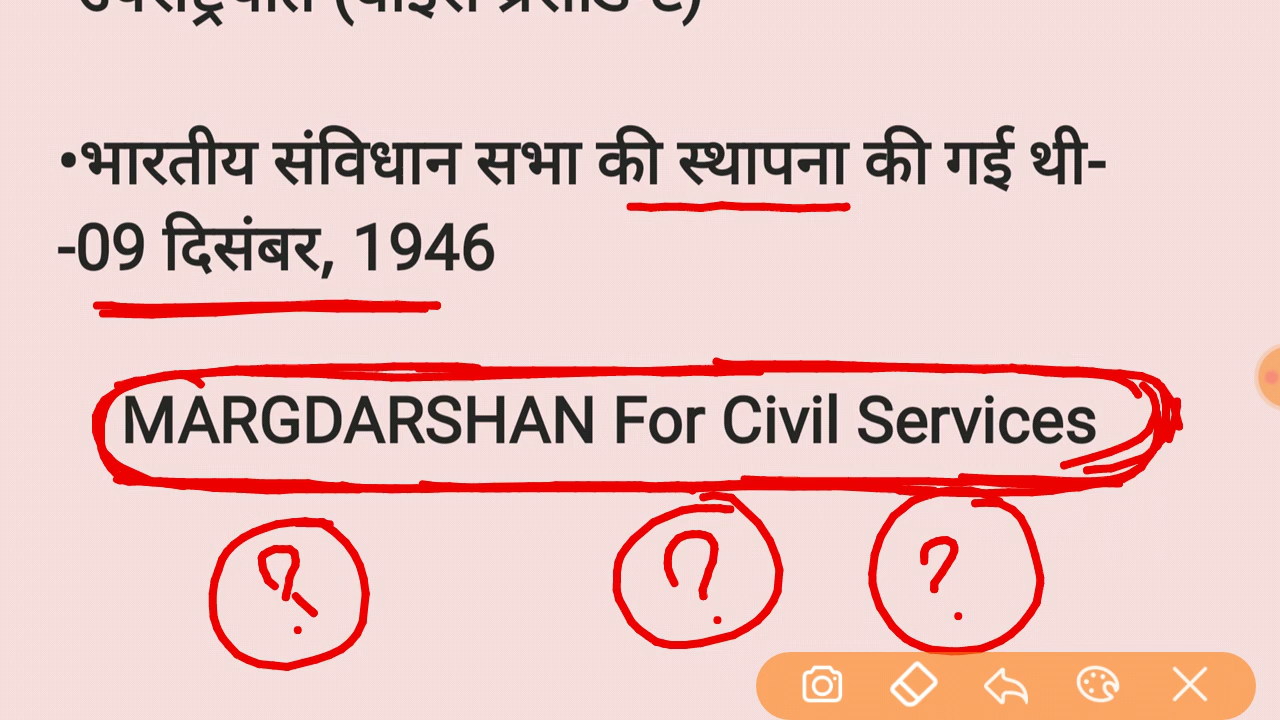 •भारतीय संविधान सभा की स्थापना की गई थी-
-09 दिसंबर, 1946
MARGDARSHAN For Civil Services
? ? ?